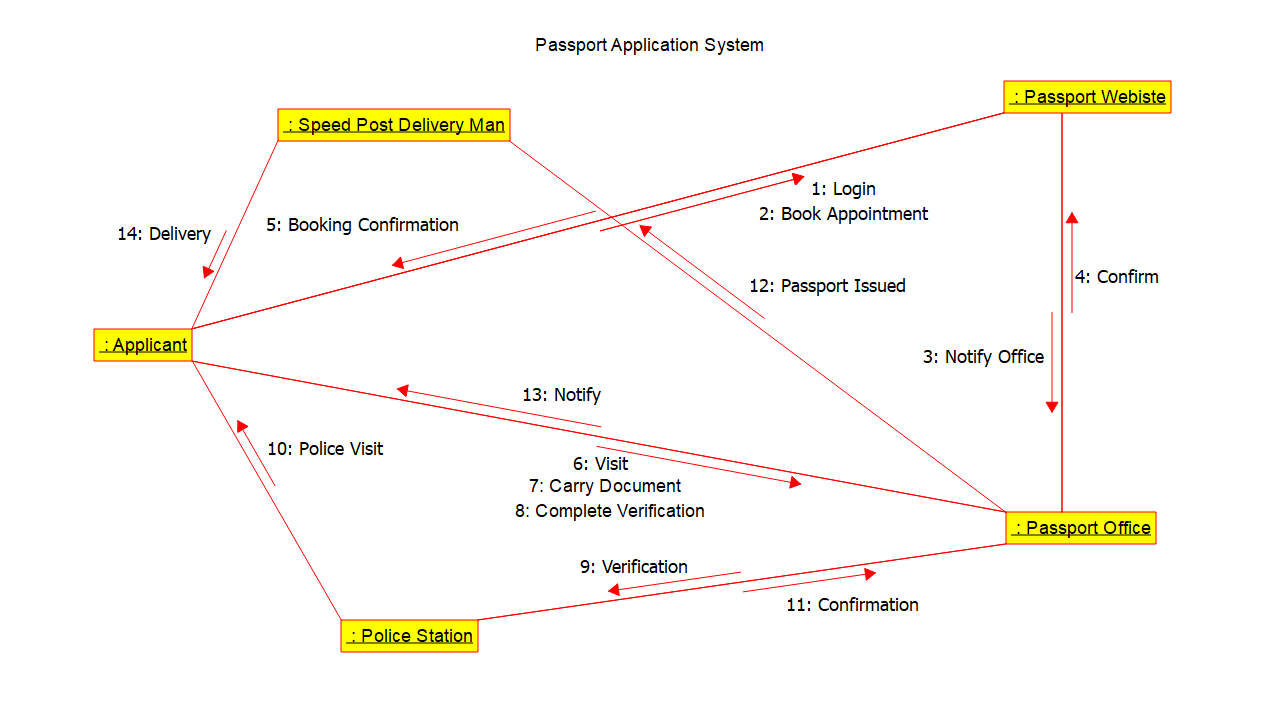 Passport Application System
: Passport Webiste
: Speed Post Delivery Man
1: Login
2: Book Appointment
5: Booking Confirmation
14: Delivery
12: Passport Issued
4: Confirm
: Applicant
3: Notify Office
13: Notify
10: Police Visit
6: Visit
7: Carry Document
8: Complete Verification
: Passport Office
9: Verification
11: Confirmation
: Police Station